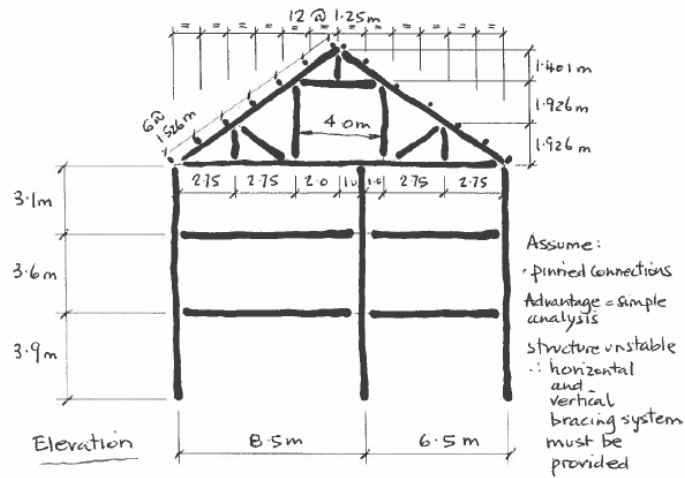 12 @ 1.25m
= = = = = = = = = = = =
6 @ 1.526m
1.401m
1.926m
1.926m
4.0m
2.75 2.75 2.0 1.0 1.0 2.75 2.75
3.1m
3.6m
3.9m
8.5m
6.5m
Elevation
Assume:
· pinned connections
Advantage = simple
analysis
structure unstable
∴ horizontal
and
vertical
bracing system
must be
provided